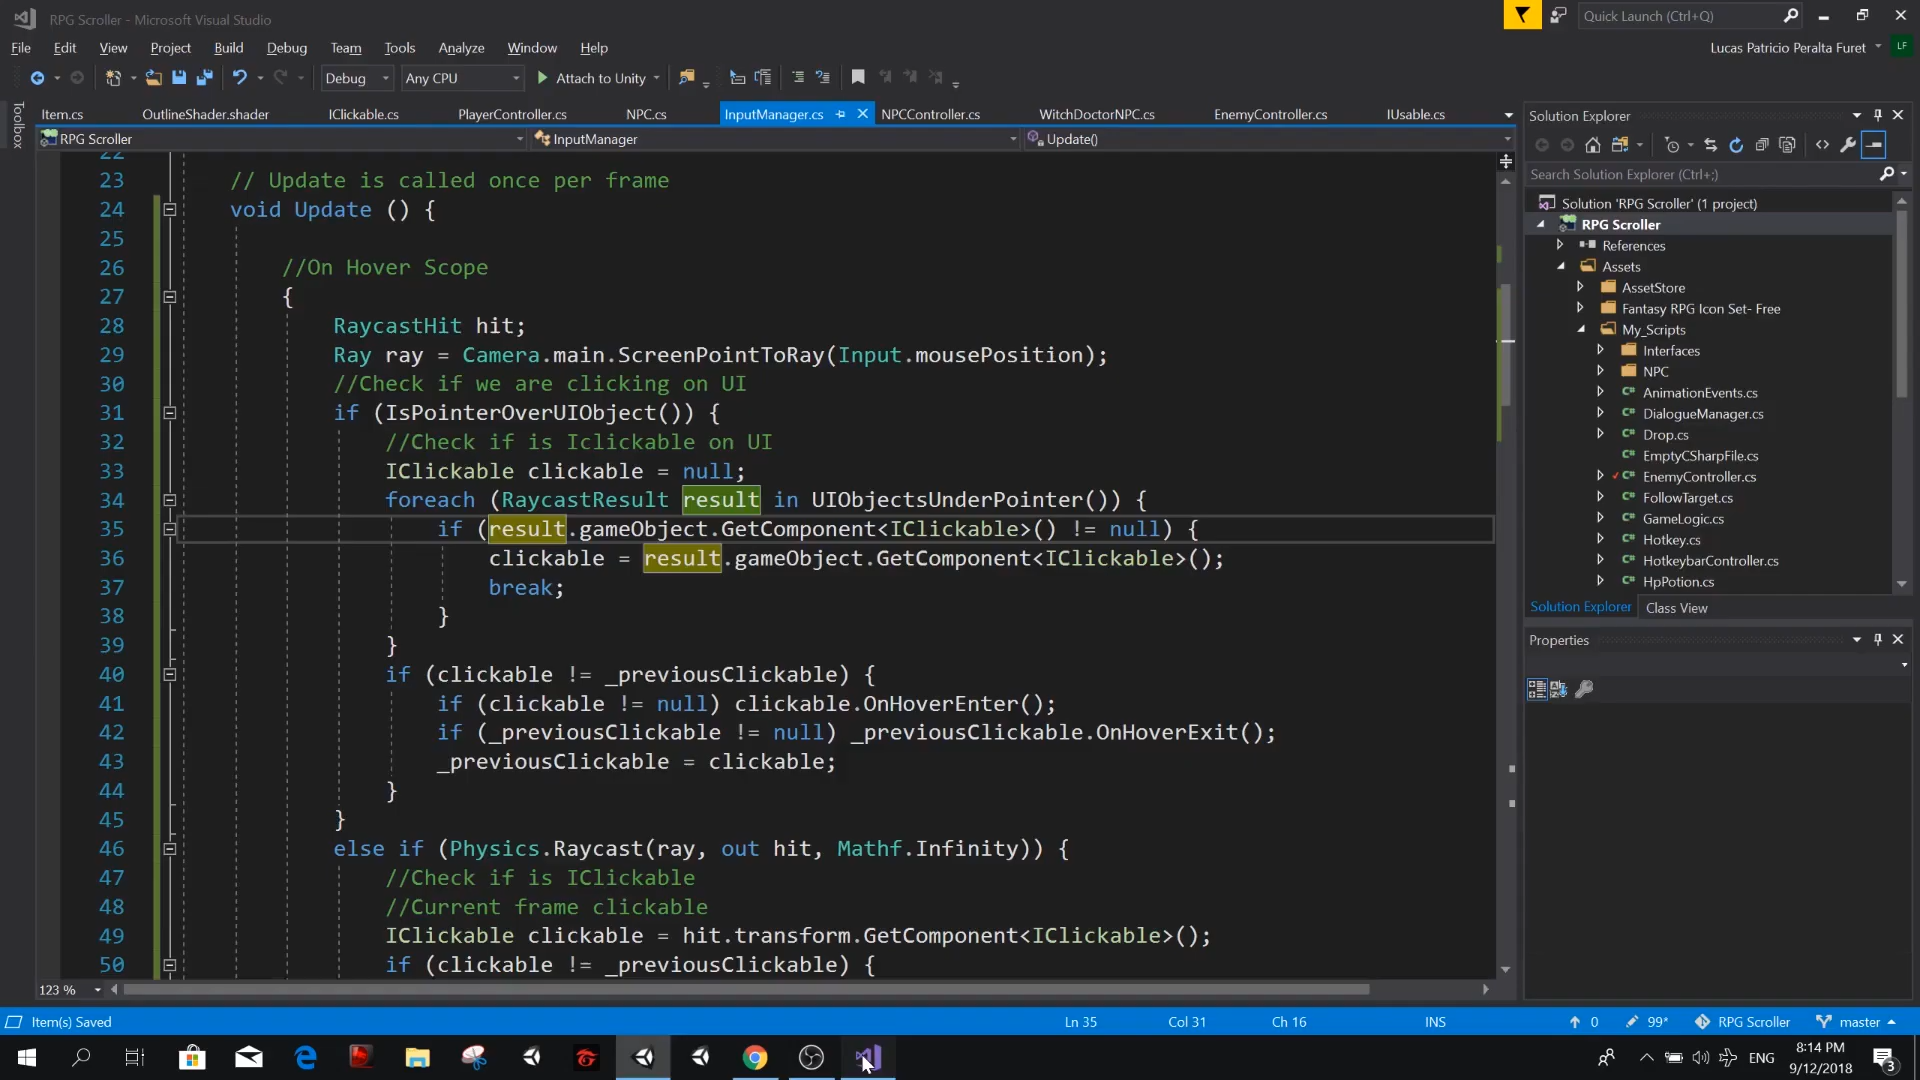 RPG Scroller - Microsoft Visual Studio
Quick Launch (Ctrl+Q)
File Edit View Project Build Debug Team Tools Analyze Window Help
Lucas Patricio Peralta Furet LF
Debug Any CPU Attach to Unity
Toolbox
Item.cs OutlineShader.shader IClickable.cs PlayerController.cs NPC.cs InputManager.cs NPCController.cs WitchDoctorNPC.cs EnemyController.cs IUsable.cs
RPG Scroller InputManager Update()
22
23 // Update is called once per frame
24 void Update () {
25
26 //On Hover Scope
27 {
28 RaycastHit hit;
29 Ray ray = Camera.main.ScreenPointToRay(Input.mousePosition);
30 //Check if we are clicking on UI
31 if (IsPointerOverUIObject()) {
32 //Check if is Iclickable on UI
33 IClickable clickable = null;
34 foreach (RaycastResult result in UIObjectsUnderPointer()) {
35 if (result.gameObject.GetComponent<IClickable>() != null) {
36 clickable = result.gameObject.GetComponent<IClickable>();
37 break;
38 }
39 }
40 if (clickable != _previousClickable) {
41 if (clickable != null) clickable.OnHoverEnter();
42 if (_previousClickable != null) _previousClickable.OnHoverExit();
43 _previousClickable = clickable;
44 }
45 }
46 else if (Physics.Raycast(ray, out hit, Mathf.Infinity)) {
47 //Check if is IClickable
48 //Current frame clickable
49 IClickable clickable = hit.transform.GetComponent<IClickable>();
50 if (clickable != _previousClickable) {
123 %
Solution Explorer
Search Solution Explorer (Ctrl+;)
Solution 'RPG Scroller' (1 project)
RPG Scroller
References
Assets
AssetStore
Fantasy RPG Icon Set- Free
My_Scripts
Interfaces
NPC
AnimationEvents.cs
DialogueManager.cs
Drop.cs
EmptyCSharpFile.cs
EnemyController.cs
FollowTarget.cs
GameLogic.cs
Hotkey.cs
HotkeybarController.cs
HpPotion.cs
Solution Explorer Class View
Properties
Item(s) Saved Ln 35 Col 31 Ch 16 INS 0 99* RPG Scroller master
ENG 8:14 PM
9/12/2018 3